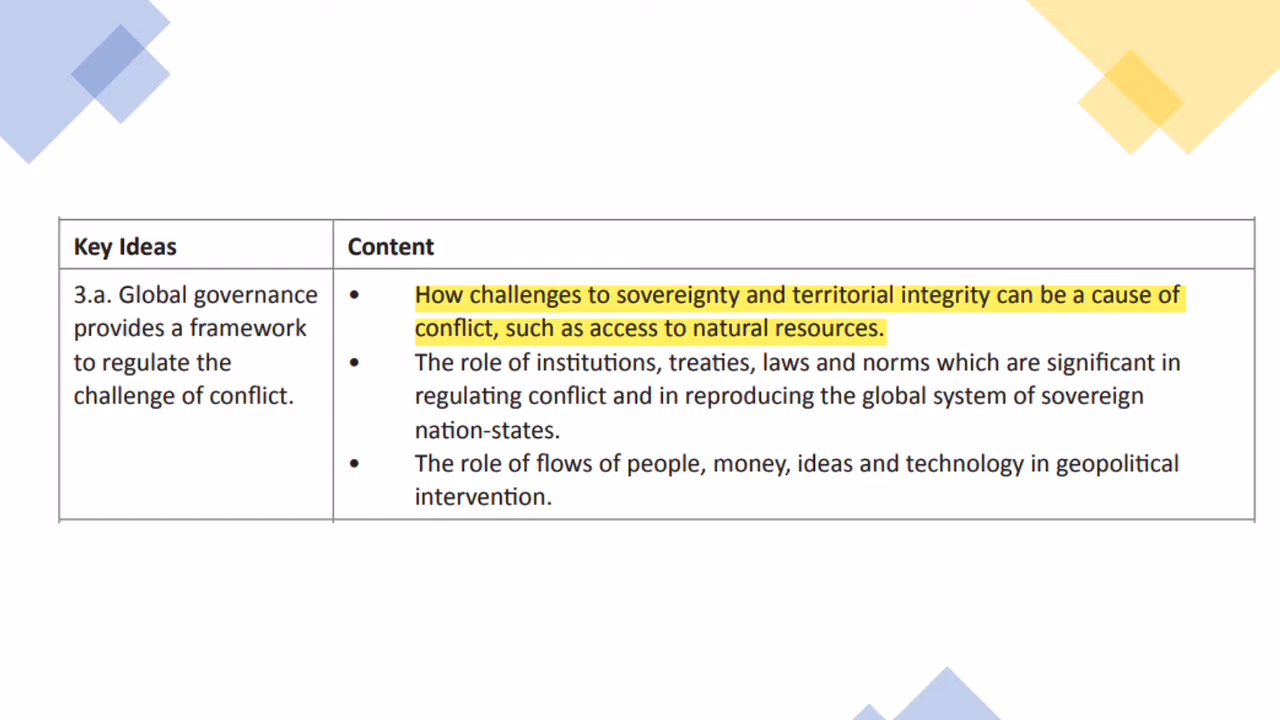 Key Ideas
Content
3.a. Global governance
provides a framework
to regulate the
challenge of conflict.
• How challenges to sovereignty and territorial integrity can be a cause of
conflict, such as access to natural resources.
• The role of institutions, treaties, laws and norms which are significant in
regulating conflict and in reproducing the global system of sovereign
nation-states.
• The role of flows of people, money, ideas and technology in geopolitical
intervention.